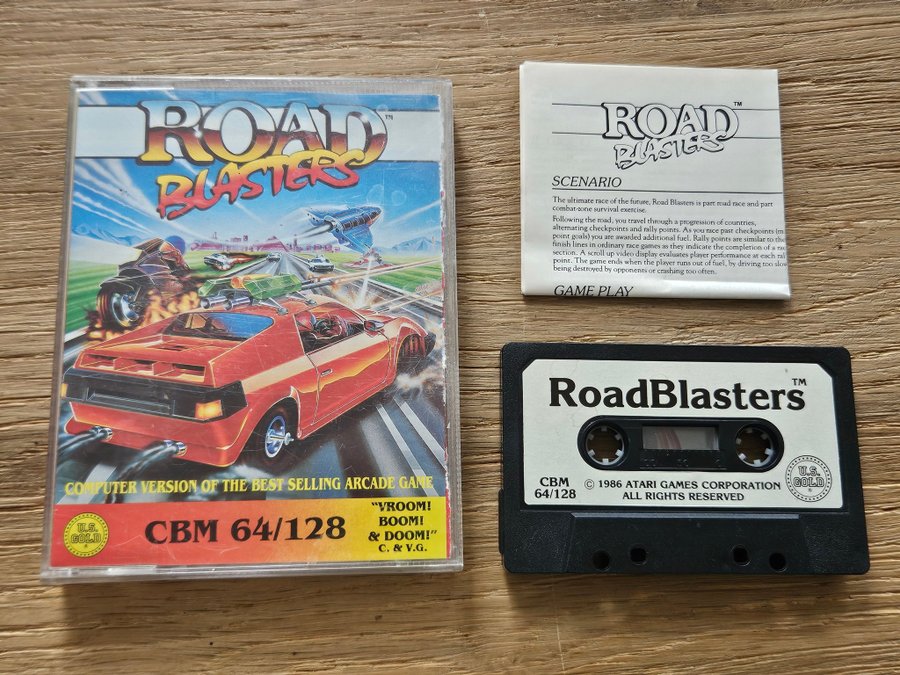 ROAD™
BLASTERS
COMPUTER VERSION OF THE BEST SELLING ARCADE GAME
U.S.
GOLD
CBM 64/128
"VROOM!
BOOM!
& DOOM!"
C. & V.G.
ROAD™
BLASTERS
SCENARIO
The ultimate race of the future, Road Blasters is part road race and part
combat-zone survival exercise.
Following the road, you travel through a progression of countries,
alternating checkpoints and rally points. As you race past checkpoints (m
point goals) you are awarded additional fuel. Rally points are similar to the
finish lines in ordinary race games as they indicate the completion of a
section. A scroll up video display evaluates player performance at each
point. The game ends when the player runs out of fuel, by driving too slow
being destroyed by opponents or crashing too often.
GAME PLAY
RoadBlasters™
CBM
64/128
© 1986 ATARI GAMES CORPORATION
ALL RIGHTS RESERVED
U.S.
GOLD